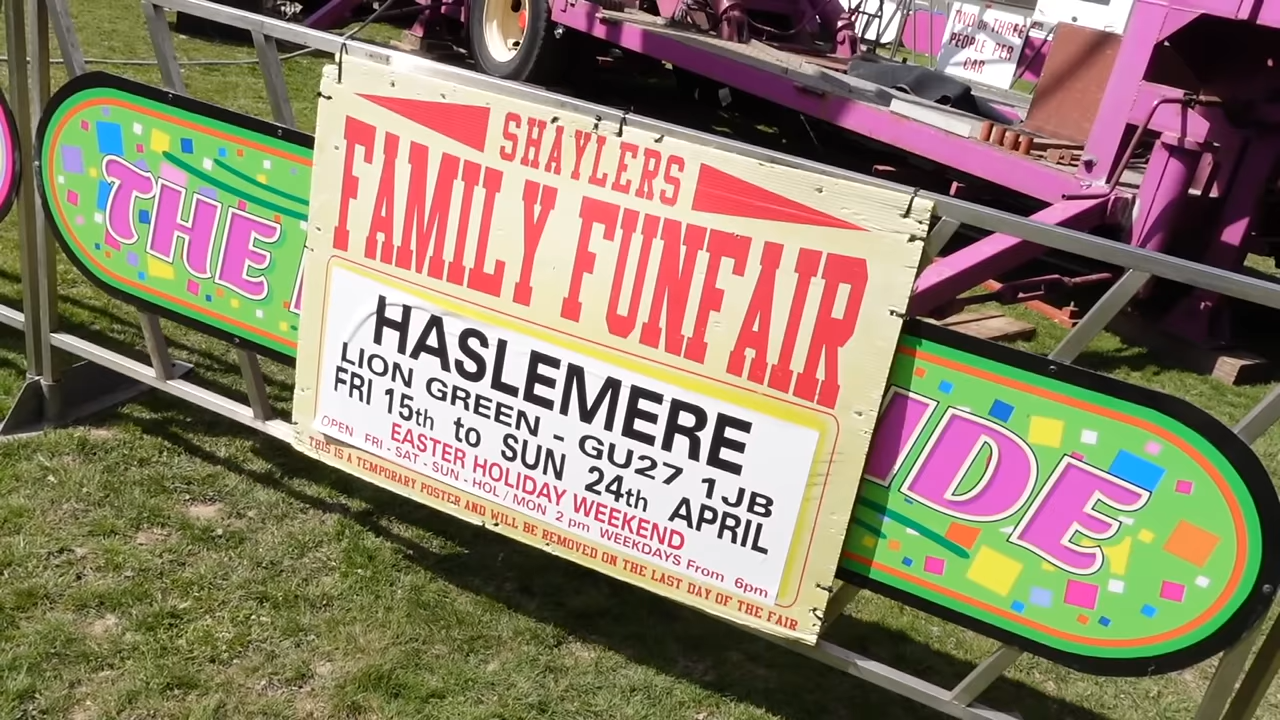 TWO OR THREE
PEOPLE PER
CAR
SHAYLERS
FAMILY FUNFAIR
HASLEMERE
LION GREEN - GU27 1JB
FRI 15th to SUN 24th APRIL
EASTER HOLIDAY WEEKEND
OPEN FRI - SAT - SUN - HOL / MON 2 pm WEEKDAYS From 6pm
THIS IS A TEMPORARY POSTER AND WILL BE REMOVED ON THE LAST DAY OF THE FAIR
THE